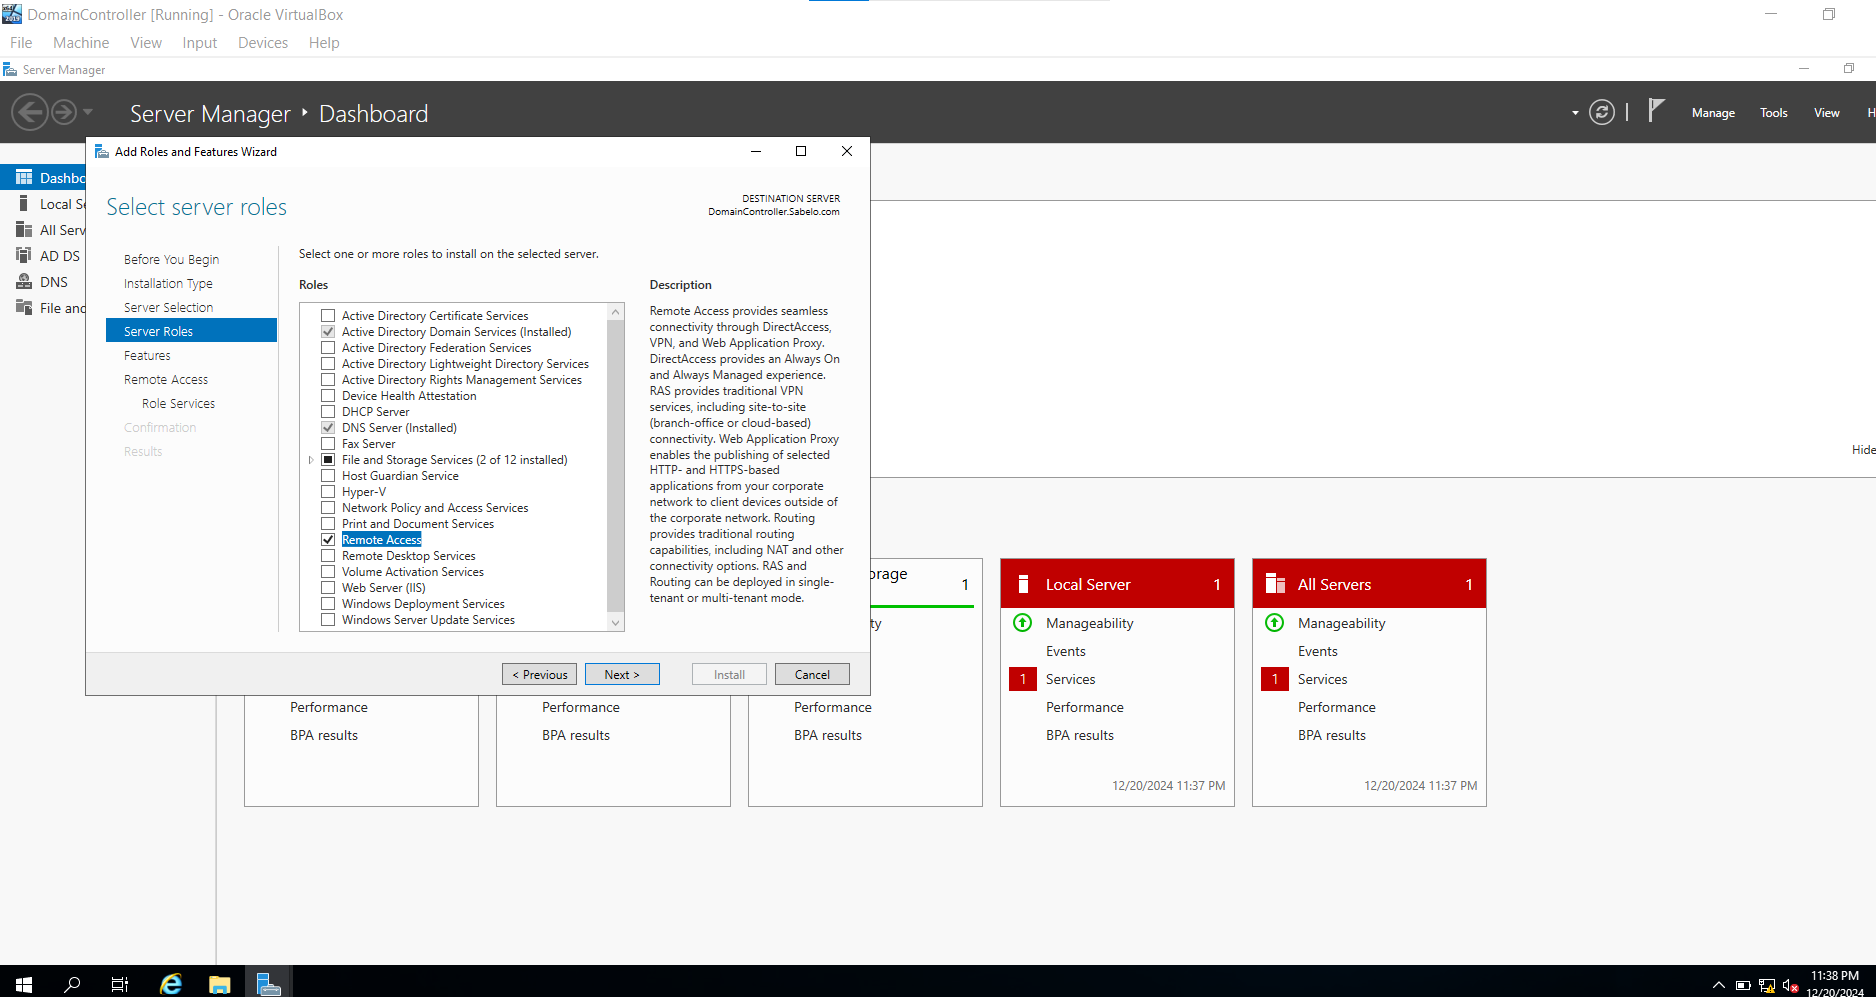 DomainController [Running] - Oracle VirtualBox
File Machine View Input Devices Help
Server Manager
Server Manager ‣ Dashboard
Manage Tools View H
Dashbo
Local Se
All Serv
AD DS
DNS
File and
Add Roles and Features Wizard
Select server roles
DESTINATION SERVER
DomainController.Sabelo.com
Before You Begin
Installation Type
Server Selection
Server Roles
Features
Remote Access
Role Services
Confirmation
Results
Select one or more roles to install on the selected server.
Roles
Active Directory Certificate Services
Active Directory Domain Services (Installed)
Active Directory Federation Services
Active Directory Lightweight Directory Services
Active Directory Rights Management Services
Device Health Attestation
DHCP Server
DNS Server (Installed)
Fax Server
File and Storage Services (2 of 12 installed)
Host Guardian Service
Hyper-V
Network Policy and Access Services
Print and Document Services
Remote Access
Remote Desktop Services
Volume Activation Services
Web Server (IIS)
Windows Deployment Services
Windows Server Update Services
Description
Remote Access provides seamless
connectivity through DirectAccess,
VPN, and Web Application Proxy.
DirectAccess provides an Always On
and Always Managed experience.
RAS provides traditional VPN
services, including site-to-site
(branch-office or cloud-based)
connectivity. Web Application Proxy
enables the publishing of selected
HTTP- and HTTPS-based
applications from your corporate
network to client devices outside of
the corporate network. Routing
provides traditional routing
capabilities, including NAT and other
connectivity options. RAS and
Routing can be deployed in single-
tenant or multi-tenant mode.
< Previous Next > Install Cancel
Hide
Performance
BPA results
Performance
BPA results
orage 1
ty
Performance
BPA results
Local Server 1
Manageability
Events
1 Services
Performance
BPA results
12/20/2024 11:37 PM
All Servers 1
Manageability
Events
1 Services
Performance
BPA results
12/20/2024 11:37 PM
11:38 PM
12/20/2024